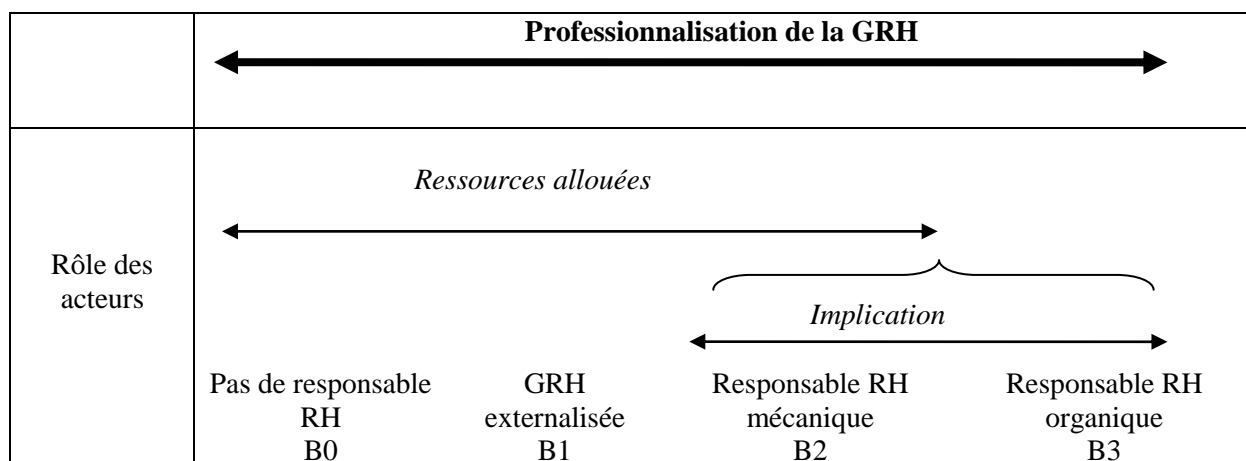 Professionnalisation de la GRH
Ressources allouées
Rôle des
acteurs
Implication
Pas de responsable
RH
B0
GRH
externalisée
B1
Responsable RH
mécanique
B2
Responsable RH
organique
B3